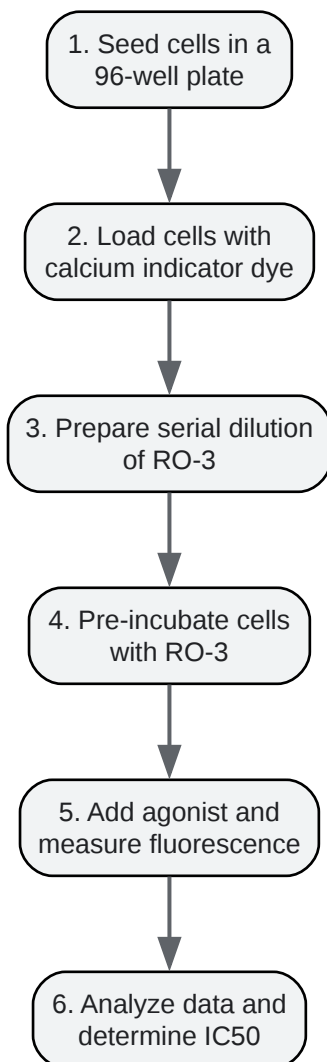 1. Seed cells in a
96-well plate
2. Load cells with
calcium indicator dye
3. Prepare serial dilution
of RO-3
4. Pre-incubate cells
with RO-3
5. Add agonist and
measure fluorescence
6. Analyze data and
determine IC50